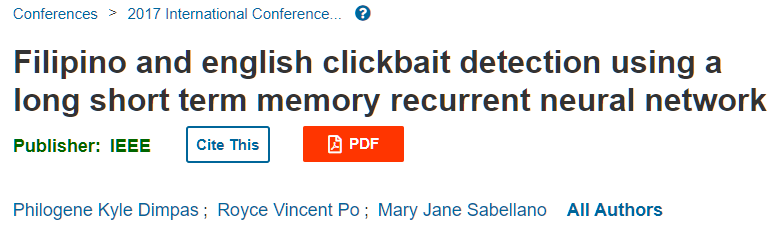 Conferences > 2017 International Conference... ?
Filipino and english clickbait detection using a
long short term memory recurrent neural network
Publisher: IEEE Cite This PDF
Philogene Kyle Dimpas ; Royce Vincent Po ; Mary Jane Sabellano All Authors